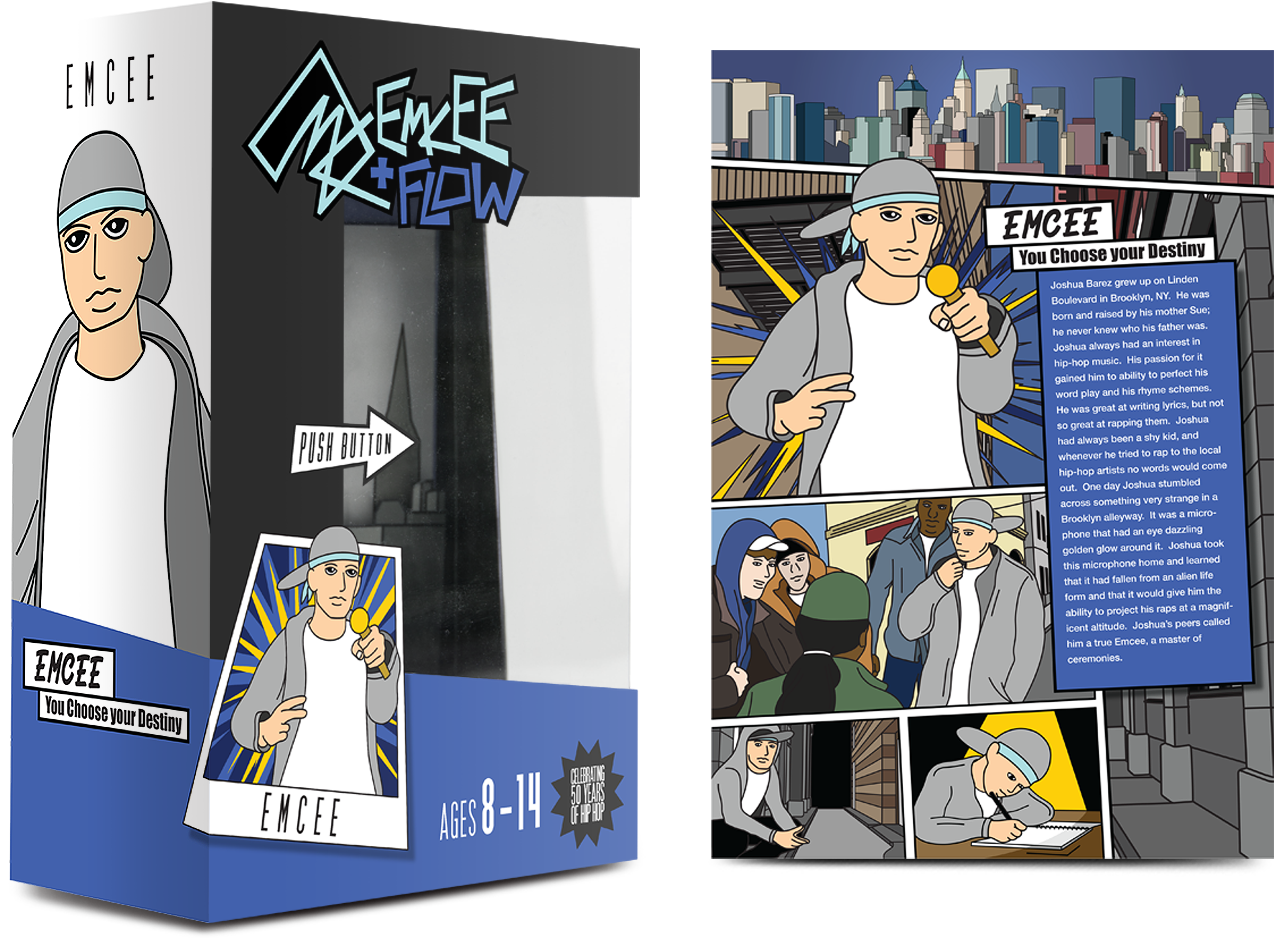 EMCEE
EMCEE
+FLOW
PUSH BUTTON
EMCEE
You Choose your Destiny
EMCEE
AGES 8-14
CELEBRATING
50 YEARS
OF HIP HOP
EMCEE
You Choose your Destiny
Joshua Barez grew up on Linden
Boulevard in Brooklyn, NY. He was
born and raised by his mother Sue;
he never knew who his father was.
Joshua always had an interest in
hip-hop music. His passion for it
gained him to ability to perfect his
word play and his rhyme schemes.
He was great at writing lyrics, but not
so great at rapping them. Joshua
had always been a shy kid, and
whenever he tried to rap to the local
hip-hop artists no words would come
out. One day Joshua stumbled
across something very strange in a
Brooklyn alleyway. It was a micro-
phone that had an eye dazzling
golden glow around it. Joshua took
this microphone home and learned
that it had fallen from an alien life
form and that it would give him the
ability to project his raps at a magnif-
icent altitude. Joshua's peers called
him a true Emcee, a master of
ceremonies.